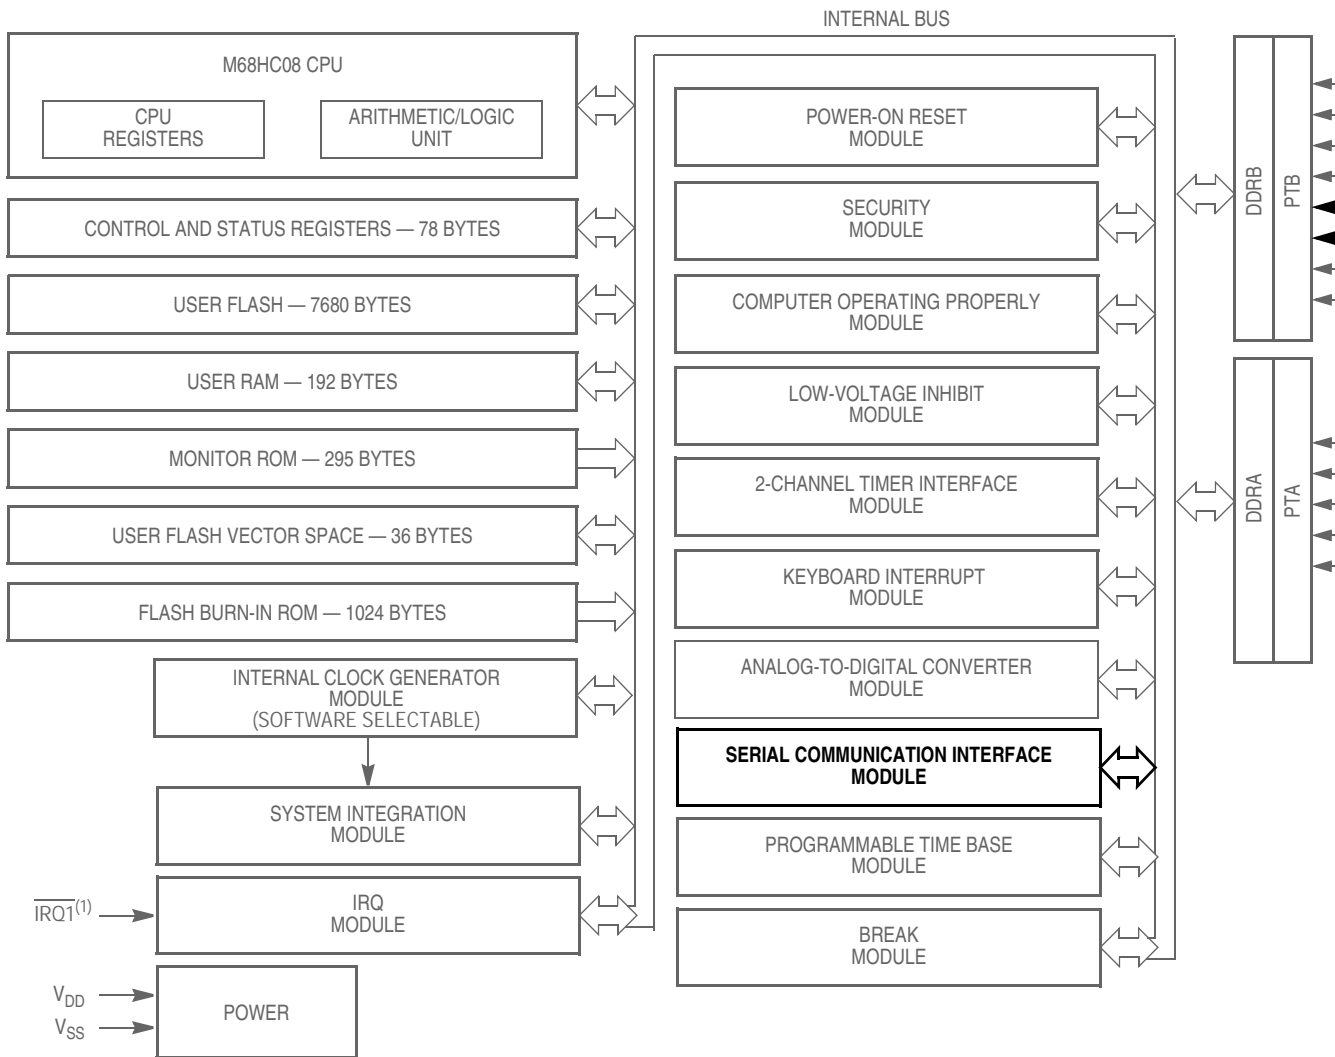 INTERNAL BUS
M68HC08 CPU
CPU
REGISTERS
ARITHMETIC/LOGIC
UNIT
CONTROL AND STATUS REGISTERS — 78 BYTES
USER FLASH — 7680 BYTES
USER RAM — 192 BYTES
MONITOR ROM — 295 BYTES
USER FLASH VECTOR SPACE — 36 BYTES
FLASH BURN-IN ROM — 1024 BYTES
INTERNAL CLOCK GENERATOR
MODULE
(SOFTWARE SELECTABLE)
SYSTEM INTEGRATION
MODULE
IRQ1(1)
IRQ
MODULE
VDD
VSS
POWER
POWER-ON RESET
MODULE
SECURITY
MODULE
COMPUTER OPERATING PROPERLY
MODULE
LOW-VOLTAGE INHIBIT
MODULE
2-CHANNEL TIMER INTERFACE
MODULE
KEYBOARD INTERRUPT
MODULE
ANALOG-TO-DIGITAL CONVERTER
MODULE
SERIAL COMMUNICATION INTERFACE
MODULE
PROGRAMMABLE TIME BASE
MODULE
BREAK
MODULE
DDRB
PTB
DDRA
PTA